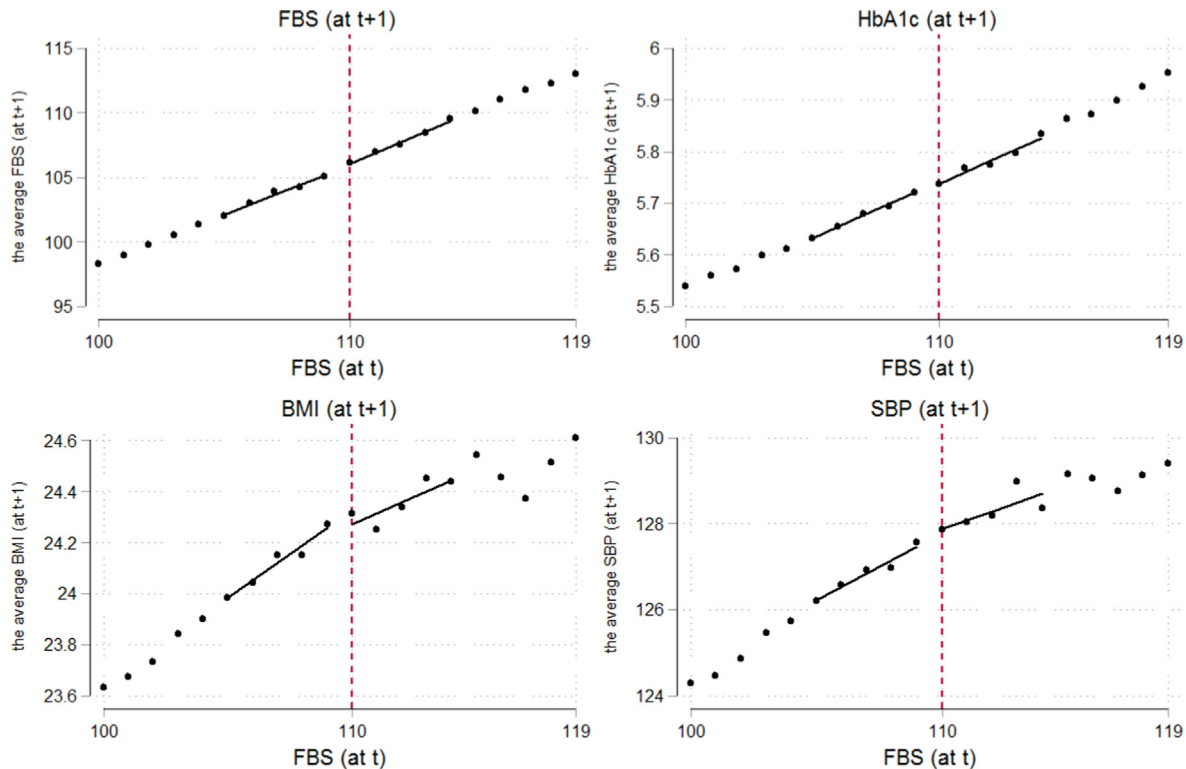 FBS (at t+1)
the average FBS (at t+1)
115
110
105
100
95
100
110
119
FBS (at t)
HbA1c (at t+1)
the average HbA1c (at t+1)
6
5.9
5.8
5.7
5.6
5.5
100
110
119
FBS (at t)
BMI (at t+1)
the average BMI (at t+1)
24.6
24.4
24.2
24
23.8
23.6
100
110
119
FBS (at t)
SBP (at t+1)
the average SBP (at t+1)
130
128
126
124
100
110
119
FBS (at t)